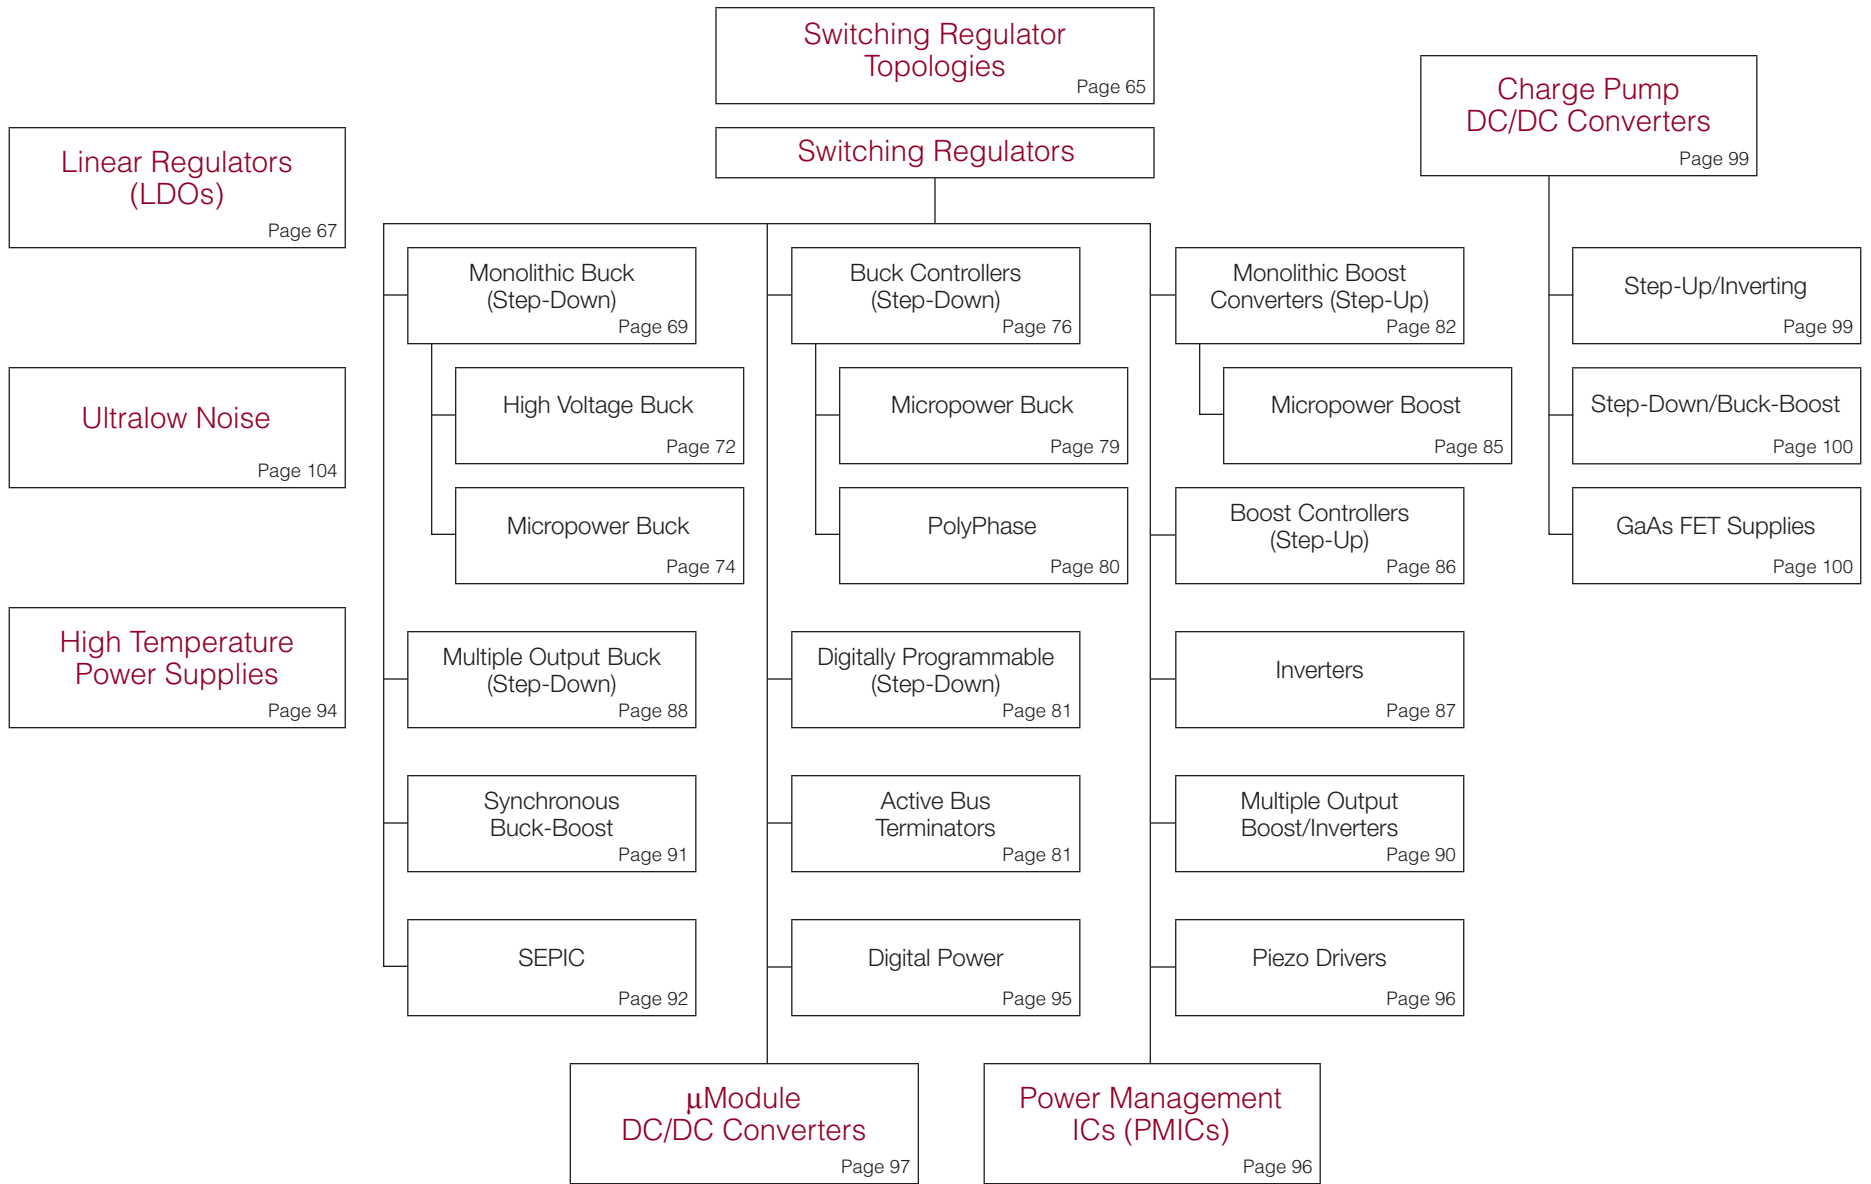 Switching Regulator
Topologies
Page 65
Switching Regulators
Charge Pump
DC/DC Converters
Page 99
Linear Regulators
(LDOs)
Page 67
Ultralow Noise
Page 104
High Temperature
Power Supplies
Page 94
Monolithic Buck
(Step-Down)
Page 69
High Voltage Buck
Page 72
Micropower Buck
Page 74
Multiple Output Buck
(Step-Down)
Page 88
Synchronous
Buck-Boost
Page 91
SEPIC
Page 92
Buck Controllers
(Step-Down)
Page 76
Micropower Buck
Page 79
PolyPhase
Page 80
Digitally Programmable
(Step-Down)
Page 81
Active Bus
Terminators
Page 81
Digital Power
Page 95
Monolithic Boost
Converters (Step-Up)
Page 82
Micropower Boost
Page 85
Boost Controllers
(Step-Up)
Page 86
Inverters
Page 87
Multiple Output
Boost/Inverters
Page 90
Piezo Drivers
Page 96
Step-Up/Inverting
Page 99
Step-Down/Buck-Boost
Page 100
GaAs FET Supplies
Page 100
µModule
DC/DC Converters
Page 97
Power Management
ICs (PMICs)
Page 96